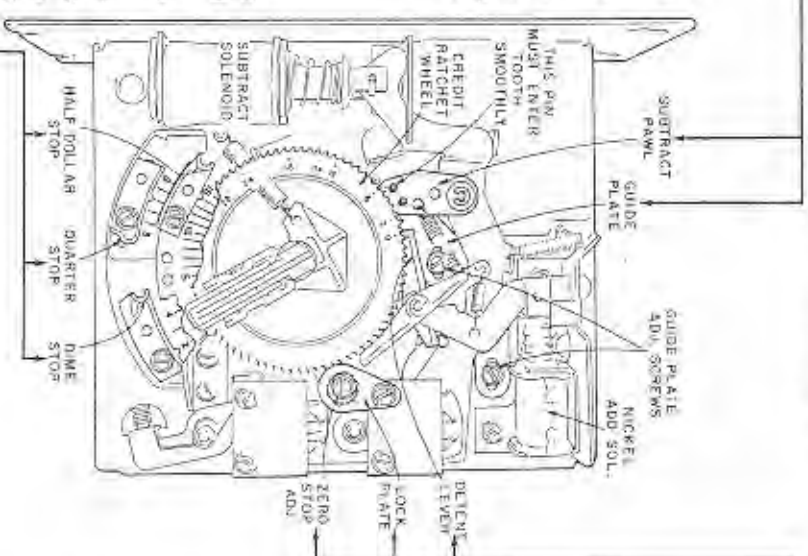 THIS PIN
MUST ENTER
TOOTH
SMOOTHLY
CREDIT
RATCHET
WHEEL
SUBTRACT
SOLENOID
SUBTRACT
PAWL
GUIDE
PLATE
GUIDE PLATE
ADJ. SCREWS
NICKEL
ADD SOL.
HALF DOLLAR
STOP
QUARTER
STOP
DIME
STOP
ZERO
STOP
ADJ.
LOCK
PLATE
LEVER